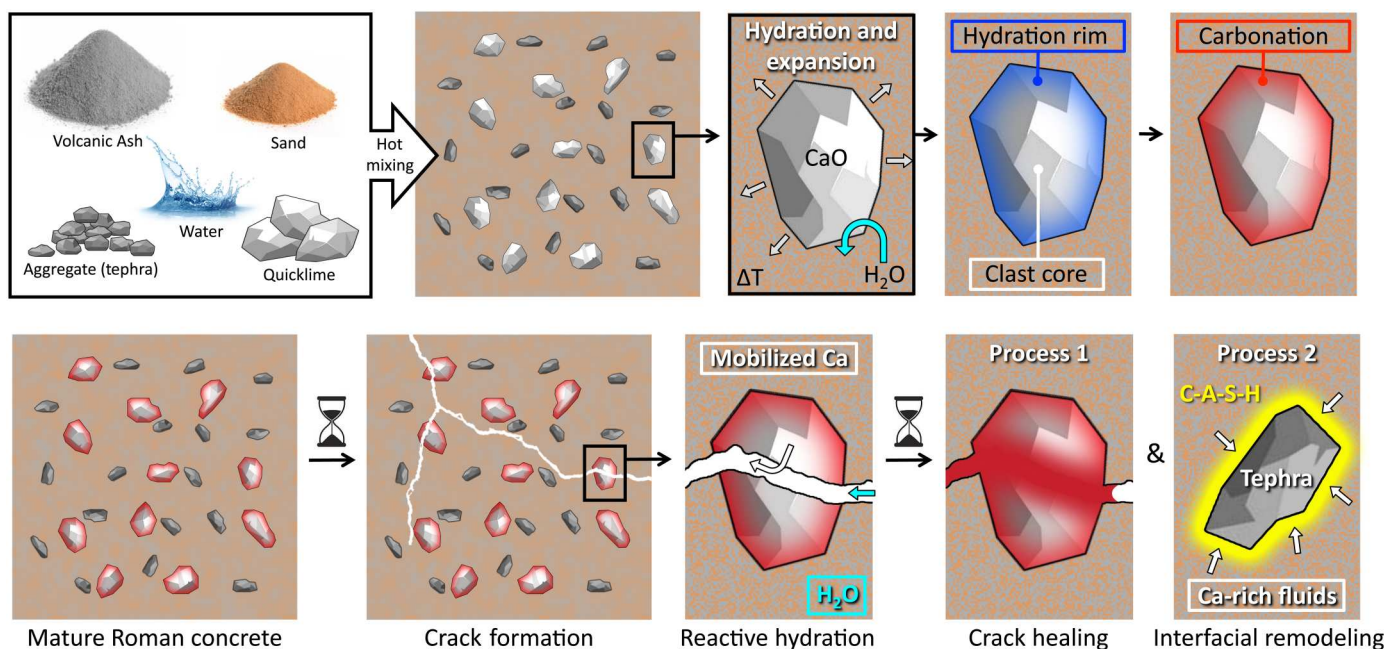 Volcanic Ash
Sand
Water
Aggregate (tephra)
Quicklime
Hot
mixing
Hydration and
expansion
CaO
ΔT
H₂O
Hydration rim
Clast core
Carbonation
Mature Roman concrete
Crack formation
Mobilized Ca
H₂O
Reactive hydration
Process 1
Crack healing
&
Process 2
C-A-S-H
Tephra
Ca-rich fluids
Interfacial remodeling